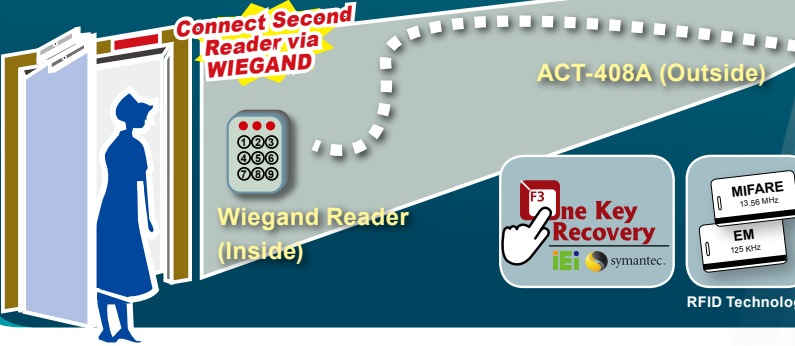 Connect Second
Reader via
WIEGAND
ACT-408A (Outside)
123
456
789
Wiegand Reader
(Inside)
F3
ne Key
Recovery
iEi symantec.
MIFARE
13.56 MHz
EM
125 KHz
RFID Technolog